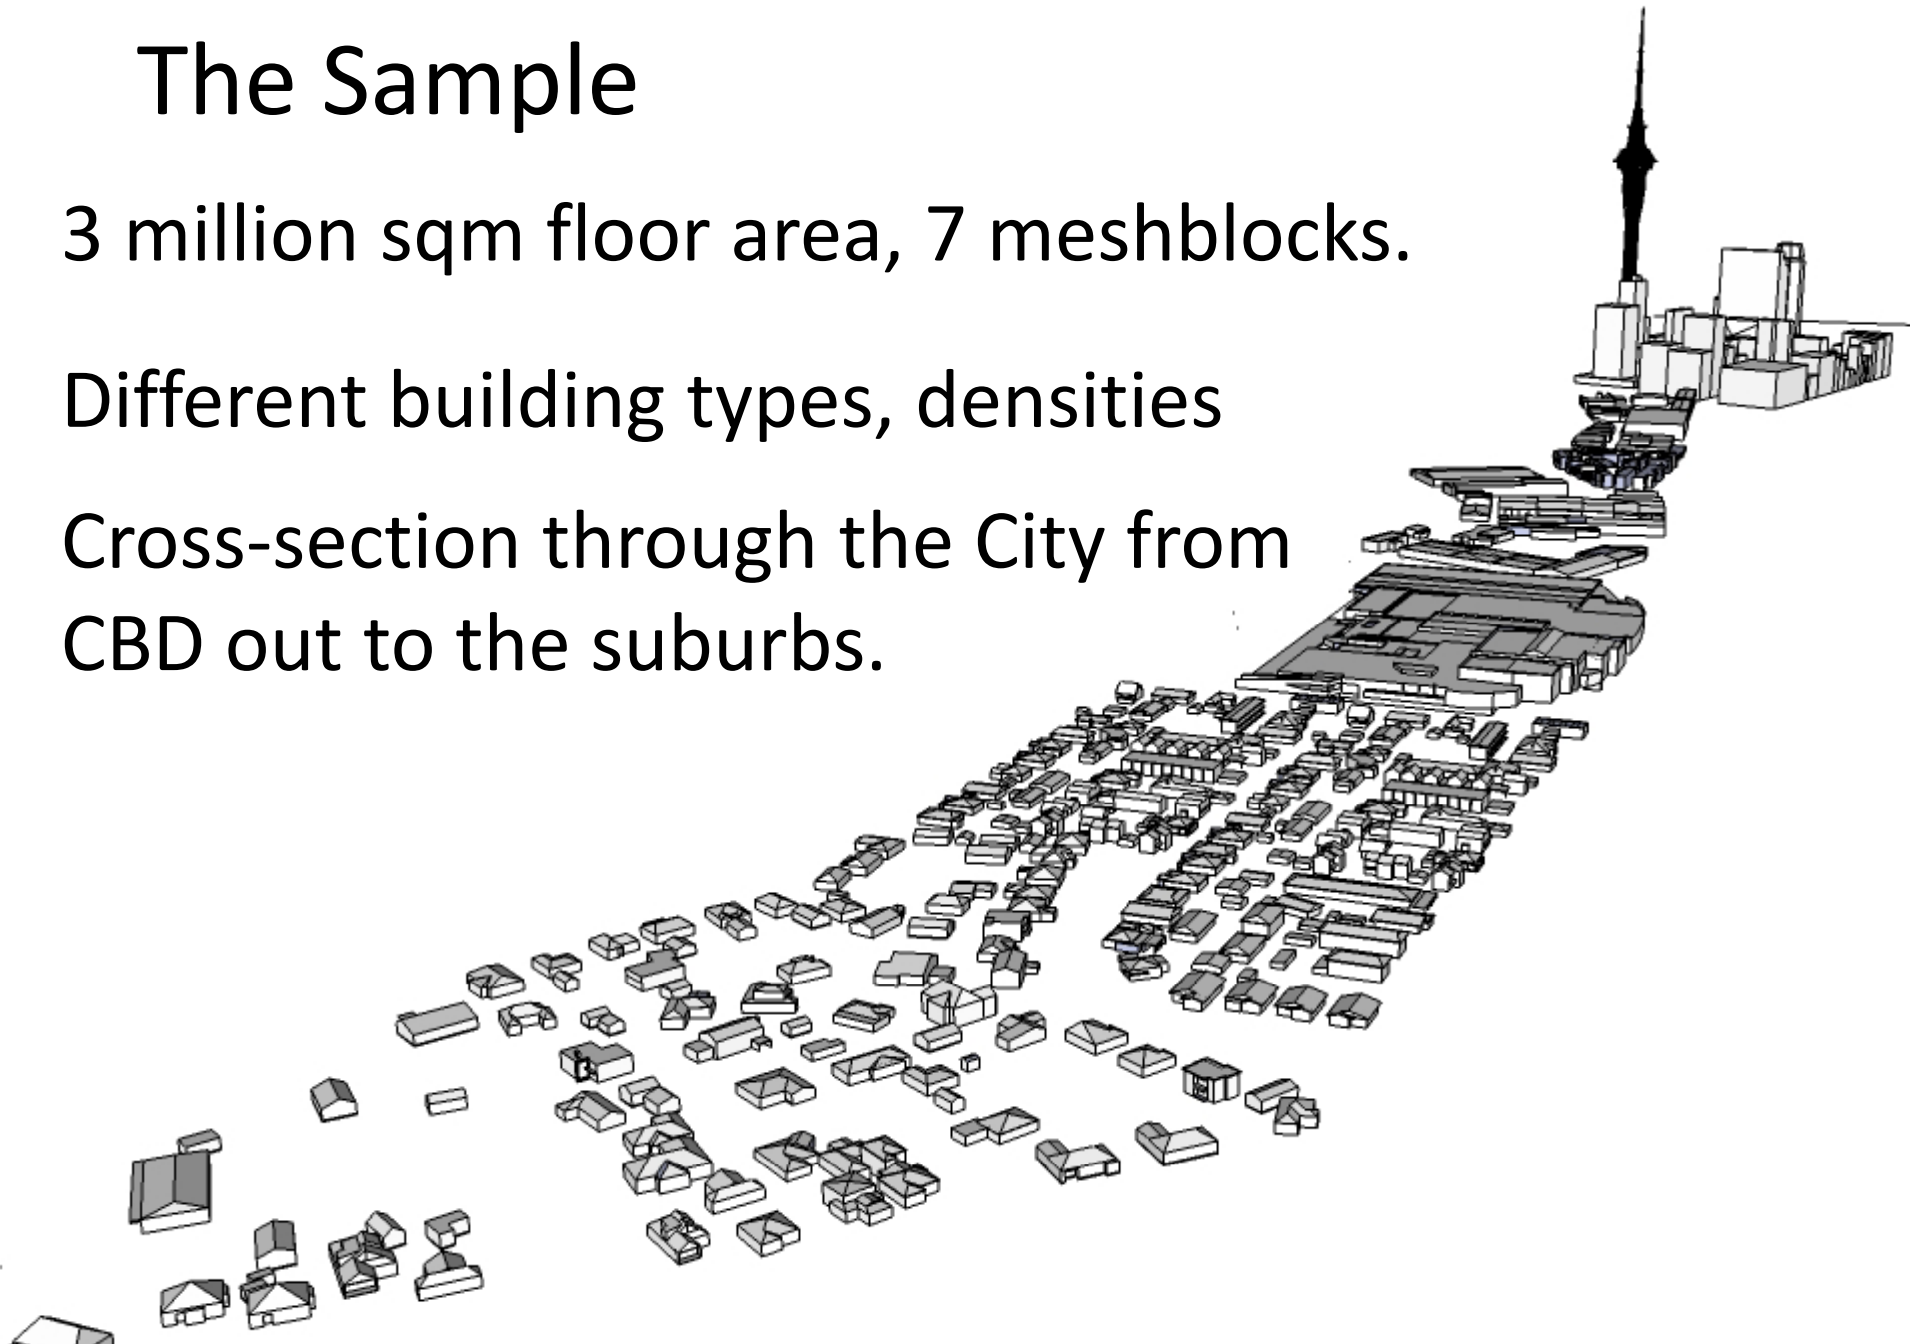 The Sample
3 million sqm floor area, 7 meshblocks.
Different building types, densities
Cross-section through the City from
CBD out to the suburbs.